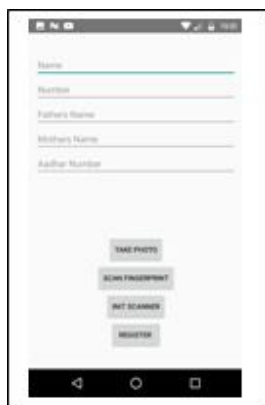 Name
Number
Fathers Name
Mothers Name
Aadhar Number
TAKE PHOTO
SCAN FINGERPRINT
INIT SCANNER
REGISTER